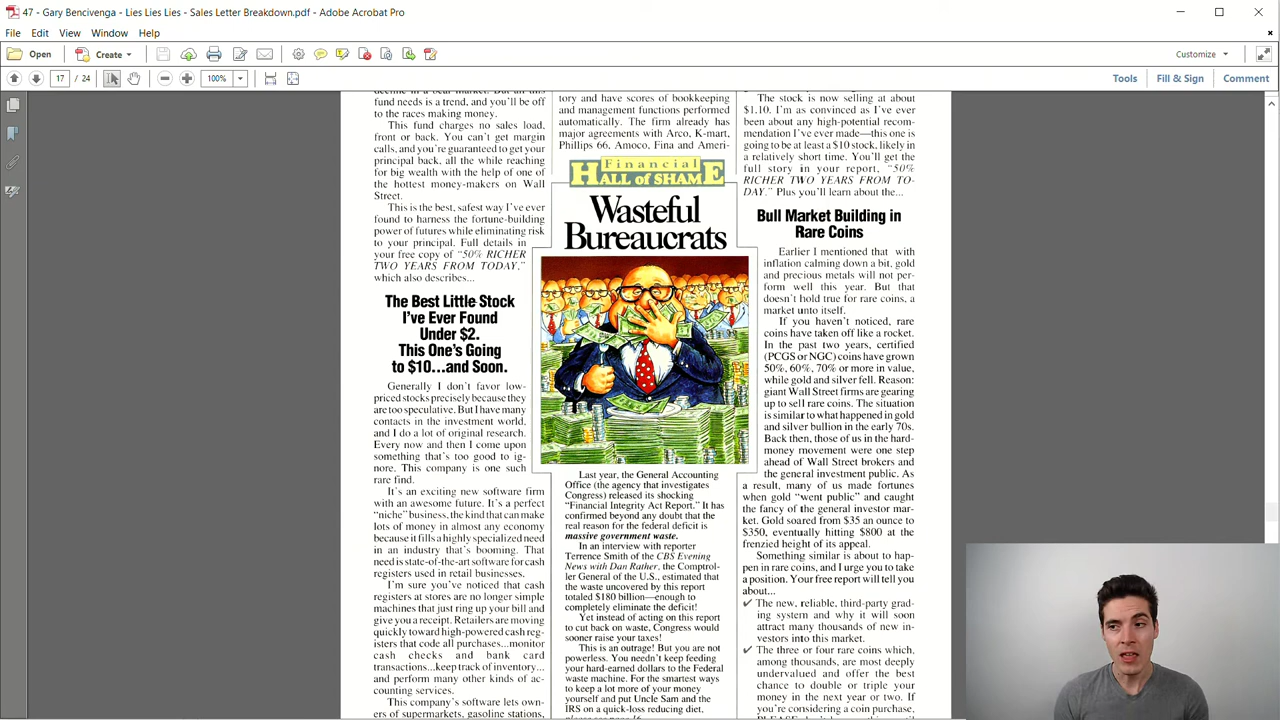 47 - Gary Bencivenga - Lies Lies Lies - Sales Letter Breakdown.pdf - Adobe Acrobat Pro
File Edit View Window Help
Open Create Customize
17 / 24 100% Tools Fill & Sign Comment
fund needs is a trend, and you'll be off
to the races making money.
This fund charges no sales load,
front or back. You can't get margin
calls, and you're guaranteed to get your
principal back, all the while reaching
for big wealth with the help of one of
the hottest money-makers on Wall
Street.
This is the best, safest way I've ever
found to harness the fortune-building
power of futures while eliminating risk
to your principal. Full details in
your free copy of "50% RICHER
TWO YEARS FROM TODAY,"
which also describes...
The Best Little Stock
I've Ever Found
Under $2.
This One's Going
to $10...and Soon.
Generally I don't favor low-
priced stocks precisely because they
are too speculative. But I have many
contacts in the investment world,
and I do a lot of original research.
Every now and then I come upon
something that's too good to ig-
nore. This company is one such
rare find.
It's an exciting new software firm
with an awesome future. It's a perfect
"niche" business, the kind that can make
lots of money in almost any economy
because it fills a highly specialized need
in an industry that's booming. That
need is state-of-the-art software for cash
registers used in retail businesses.
I'm sure you've noticed that cash
registers at stores are no longer simple
machines that just ring up your bill and
give you a receipt. Retailers are moving
quickly toward high-powered cash reg-
isters that code all purchases...monitor
cash checks and bank card
transactions...keep track of inventory...
and perform many other kinds of ac-
counting services.
This company's software lets own-
ers of supermarkets, gasoline stations,
tory and have scores of bookkeeping
and management functions performed
automatically. The firm already has
major agreements with Arco, K-mart,
Phillips 66, Amoco, Fina and Ameri-
Financial
HALL of SHAME
Wasteful
Bureaucrats
Last year, the General Accounting
Office (the agency that investigates
Congress) released its shocking
"Financial Integrity Act Report." It has
confirmed beyond any doubt that the
real reason for the federal deficit is
massive government waste.
In an interview with reporter
Terrence Smith of the CBS Evening
News with Dan Rather, the Comptrol-
ler General of the U.S., estimated that
the waste uncovered by this report
totaled $180 billion—enough to
completely eliminate the deficit!
Yet instead of acting on this report
to cut back on waste, Congress would
sooner raise your taxes!
This is an outrage! But you are not
powerless. You needn't keep feeding
your hard-earned dollars to the Federal
waste machine. For the smartest ways
to keep a lot more of your money
yourself and put Uncle Sam and the
IRS on a quick-loss reducing diet,
please see page 16
The stock is now selling at about
$1.10. I'm as convinced as I've ever
been about any high-potential recom-
mendation I've ever made—this one is
going to be at least a $10 stock, likely in
a relatively short time. You'll get the
full story in your report, "50%
RICHER TWO YEARS FROM TO-
DAY." Plus you'll learn about the...
Bull Market Building in
Rare Coins
Earlier I mentioned that with
inflation calming down a bit, gold
and precious metals will not per-
form well this year. But that
doesn't hold true for rare coins, a
market unto itself.
If you haven't noticed, rare
coins have taken off like a rocket.
In the past two years, certified
(PCGS or NGC) coins have grown
50%, 60%, 70% or more in value,
while gold and silver fell. Reason:
giant Wall Street firms are gearing
up to sell rare coins. The situation
is similar to what happened in gold
and silver bullion in the early 70s.
Back then, those of us in the hard-
money movement were one step
ahead of Wall Street brokers and
the general investment public. As
a result, many of us made fortunes
when gold "went public" and caught
the fancy of the general investor mar-
ket. Gold soared from $35 an ounce to
$350, eventually hitting $800 at the
frenzied height of its appeal.
Something similar is about to hap-
pen in rare coins, and I urge you to take
a position. Your free report will tell you
about...
✔ The new, reliable, third-party grad-
ing system and why it will soon
attract many thousands of new in-
vestors into this market.
✔ The three or four rare coins which,
among thousands, are most deeply
undervalued and offer the best
chance to double or triple your
money in the next year or two. If
you're considering a coin purchase,